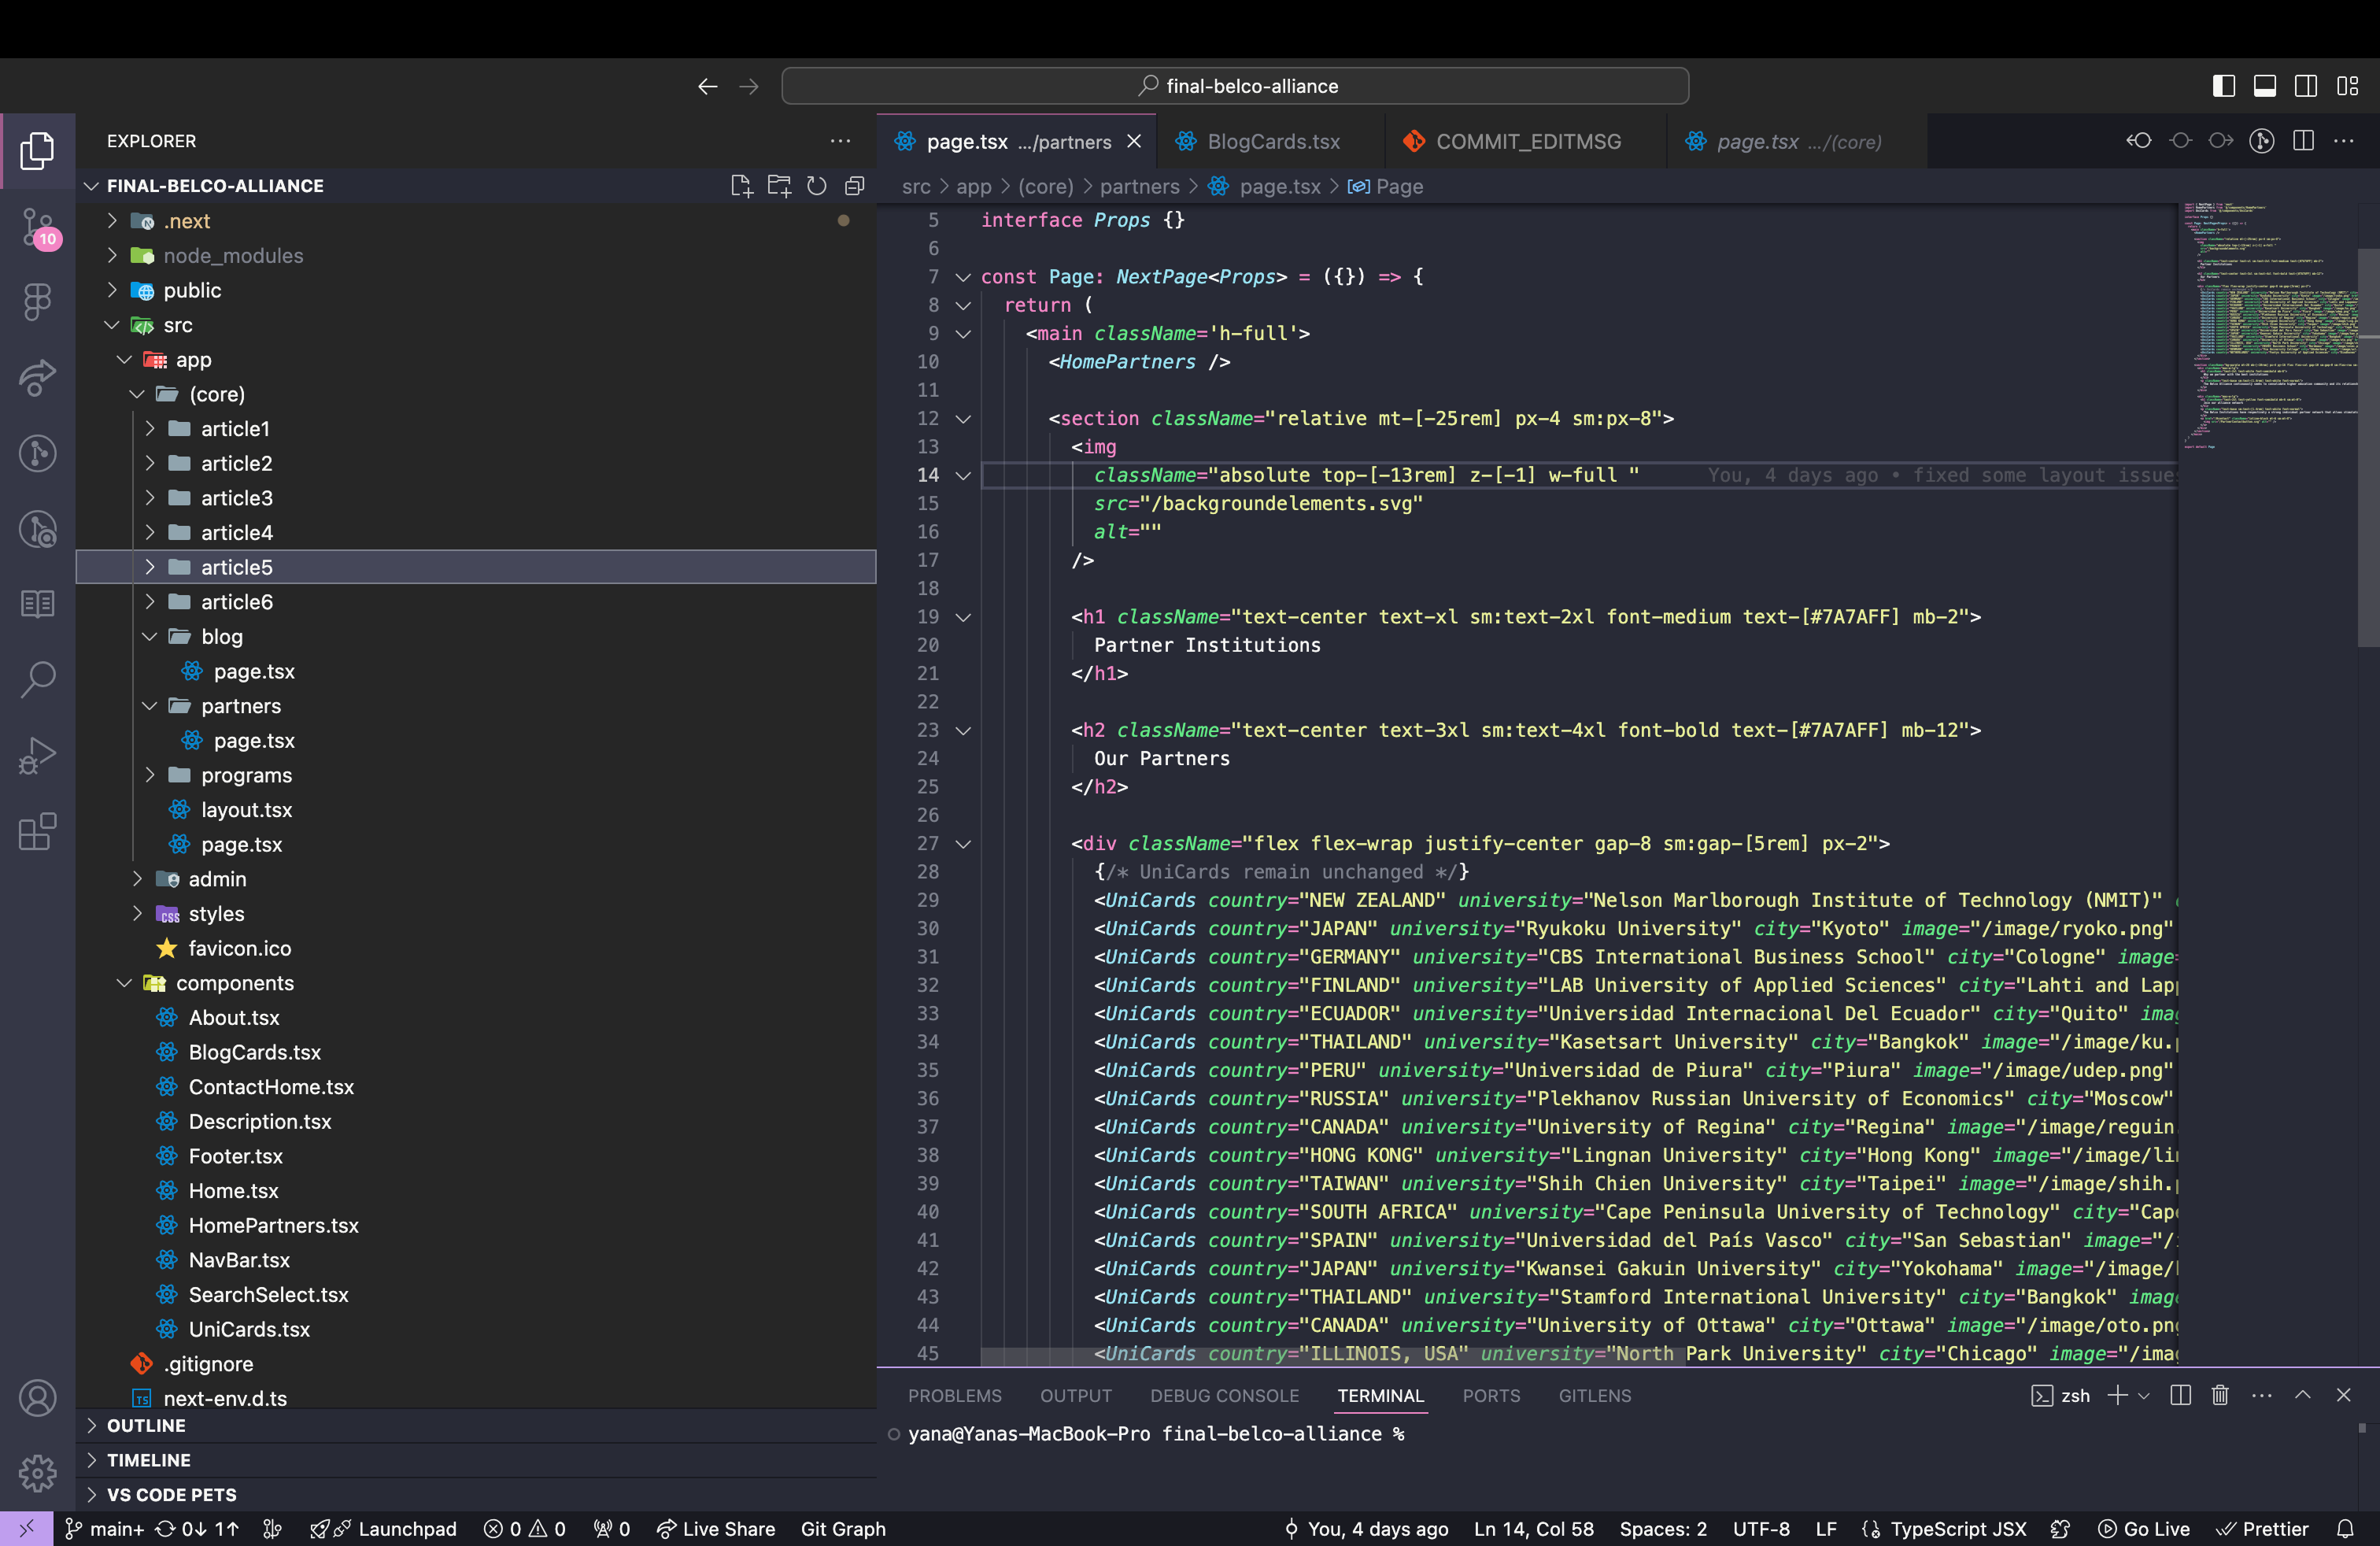 final-belco-alliance
EXPLORER
FINAL-BELCO-ALLIANCE
.next
node_modules
public
src
app
(core)
article1
article2
article3
article4
article5
article6
blog
page.tsx
partners
page.tsx
programs
layout.tsx
page.tsx
admin
styles
favicon.ico
components
About.tsx
BlogCards.tsx
ContactHome.tsx
Description.tsx
Footer.tsx
Home.tsx
HomePartners.tsx
NavBar.tsx
SearchSelect.tsx
UniCards.tsx
.gitignore
TS next-env.d.ts
OUTLINE
TIMELINE
VS CODE PETS
10
page.tsx .../partners BlogCards.tsx COMMIT_EDITMSG page.tsx .../(core)
src > app > (core) > partners > page.tsx > Page
5 interface Props {}
6
7 const Page: NextPage<Props> = ({}) => {
8 return (
9 <main className='h-full'>
10 <HomePartners />
11
12 <section className="relative mt-[-25rem] px-4 sm:px-8">
13 <img
14 className="absolute top-[-13rem] z-[-1] w-full " You, 4 days ago • fixed some layout issues
15 src="/backgroundelements.svg"
16 alt=""
17 />
18
19 <h1 className="text-center text-xl sm:text-2xl font-medium text-[#7A7AFF] mb-2">
20 Partner Institutions
21 </h1>
22
23 <h2 className="text-center text-3xl sm:text-4xl font-bold text-[#7A7AFF] mb-12">
24 Our Partners
25 </h2>
26
27 <div className="flex flex-wrap justify-center gap-8 sm:gap-[5rem] px-2">
28 {/* UniCards remain unchanged */}
29 <UniCards country="NEW ZEALAND" university="Nelson Marlborough Institute of Technology (NMIT)"
30 <UniCards country="JAPAN" university="Ryukoku University" city="Kyoto" image="/image/ryoko.png"
31 <UniCards country="GERMANY" university="CBS International Business School" city="Cologne" image=
32 <UniCards country="FINLAND" university="LAB University of Applied Sciences" city="Lahti and Lapp
33 <UniCards country="ECUADOR" university="Universidad Internacional Del Ecuador" city="Quito" imag
34 <UniCards country="THAILAND" university="Kasetsart University" city="Bangkok" image="/image/ku.p
35 <UniCards country="PERU" university="Universidad de Piura" city="Piura" image="/image/udep.png"
36 <UniCards country="RUSSIA" university="Plekhanov Russian University of Economics" city="Moscow"
37 <UniCards country="CANADA" university="University of Regina" city="Regina" image="/image/reguin.
38 <UniCards country="HONG KONG" university="Lingnan University" city="Hong Kong" image="/image/lin
39 <UniCards country="TAIWAN" university="Shih Chien University" city="Taipei" image="/image/shih.p
40 <UniCards country="SOUTH AFRICA" university="Cape Peninsula University of Technology" city="Cape
41 <UniCards country="SPAIN" university="Universidad del País Vasco" city="San Sebastian" image="/i
42 <UniCards country="JAPAN" university="Kwansei Gakuin University" city="Yokohama" image="/image/
43 <UniCards country="THAILAND" university="Stamford International University" city="Bangkok" image
44 <UniCards country="CANADA" university="University of Ottawa" city="Ottawa" image="/image/oto.png
45 <UniCards country="ILLINOIS, USA" university="North Park University" city="Chicago" image="/imag
PROBLEMS OUTPUT DEBUG CONSOLE TERMINAL PORTS GITLENS zsh
yana@Yanas-MacBook-Pro final-belco-alliance %
main+ 0↓ 1↑ Launchpad 0 0 0 Live Share Git Graph You, 4 days ago Ln 14, Col 58 Spaces: 2 UTF-8 LF TypeScript JSX Go Live Prettier